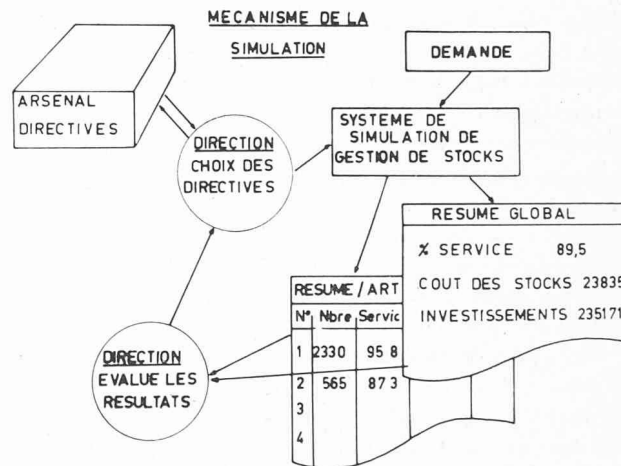 MECANISME DE LA
SIMULATION
DEMANDE
ARSENAL
DIRECTIVES
DIRECTION
CHOIX DES
DIRECTIVES
SYSTEME DE
SIMULATION DE
GESTION DE STOCKS
RESUME GLOBAL
% SERVICE 89,5
COUT DES STOCKS 23835
INVESTISSEMENTS 235171
RESUME / ART
N° Nbre Servic
1 2330 95 8
2 565 87 3
3
4
DIRECTION
EVALUE LES
RESULTATS